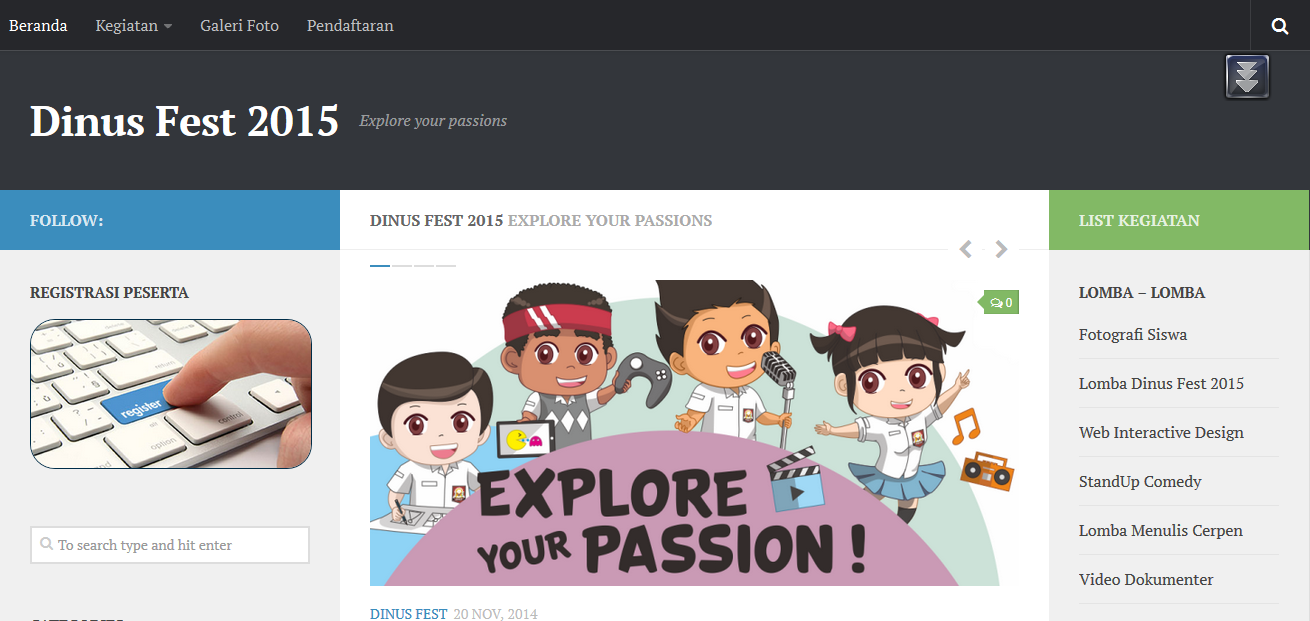 Beranda Kegiatan Galeri Foto Pendaftaran
Dinus Fest 2015 Explore your passions
FOLLOW:
REGISTRASI PESERTA
register
control
option
To search type and hit enter
DINUS FEST 2015 EXPLORE YOUR PASSIONS
0
EXPLORE
YOUR PASSION!
DINUS FEST 20 NOV, 2014
LIST KEGIATAN
LOMBA – LOMBA
Fotografi Siswa
Lomba Dinus Fest 2015
Web Interactive Design
StandUp Comedy
Lomba Menulis Cerpen
Video Dokumenter